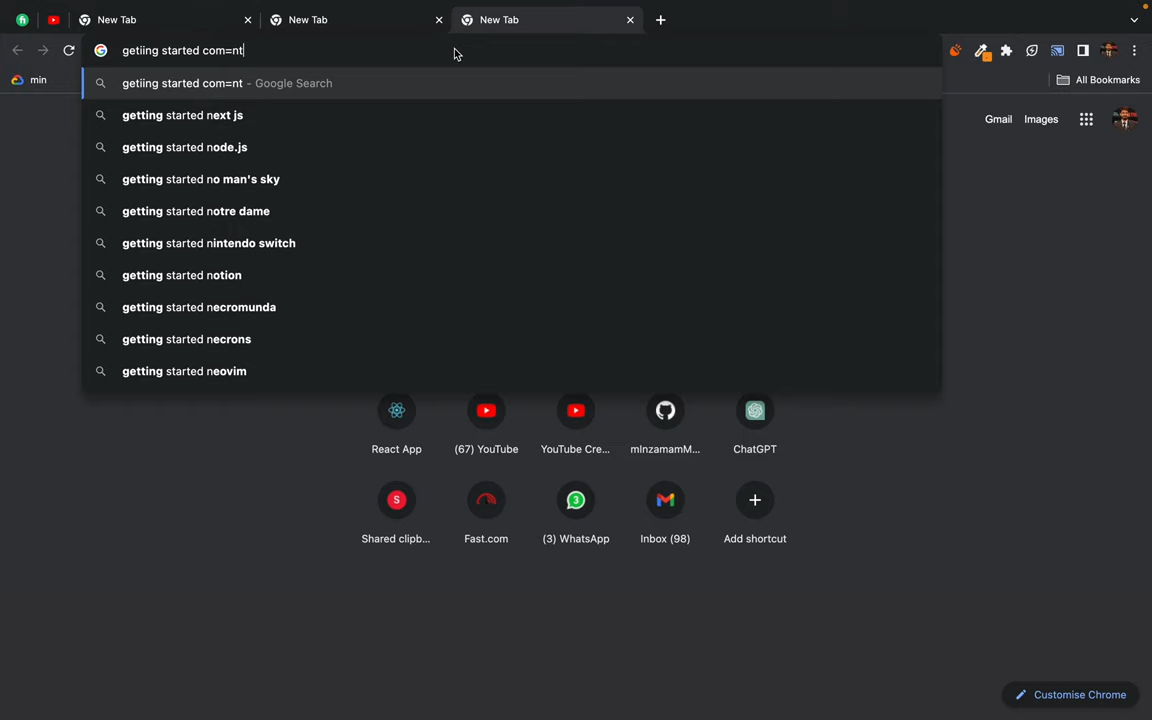 New Tab
New Tab
New Tab
getiing started com=nt
min
All Bookmarks
getiing started com=nt - Google Search
getting started next js
getting started node.js
getting started no man's sky
getting started notre dame
getting started nintendo switch
getting started notion
getting started necromunda
getting started necrons
getting started neovim
Gmail
Images
React App
(67) YouTube
YouTube Cre...
mInzamamM...
ChatGPT
S
3
Shared clipb...
Fast.com
(3) WhatsApp
Inbox (98)
Add shortcut
Customise Chrome